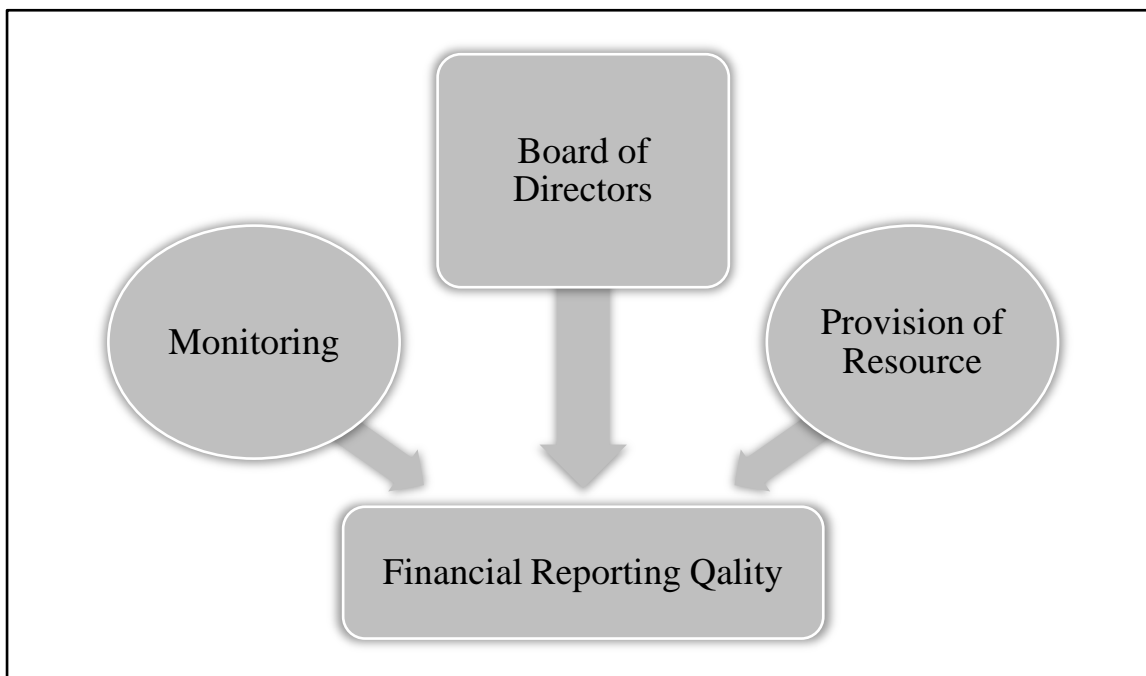 Board of
Directors
Monitoring
Provision of
Resource
Financial Reporting Qality